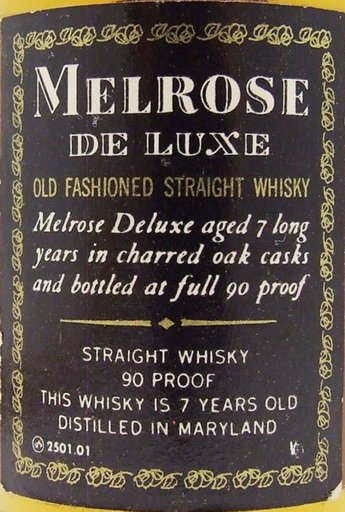 MELROSE
DE LUXE
OLD FASHIONED STRAIGHT WHISKY
Melrose Deluxe aged 7 long
years in charred oak casks
and bottled at full 90 proof
STRAIGHT WHISKY
90 PROOF
THIS WHISKY IS 7 YEARS OLD
DISTILLED IN MARYLAND
2501.01